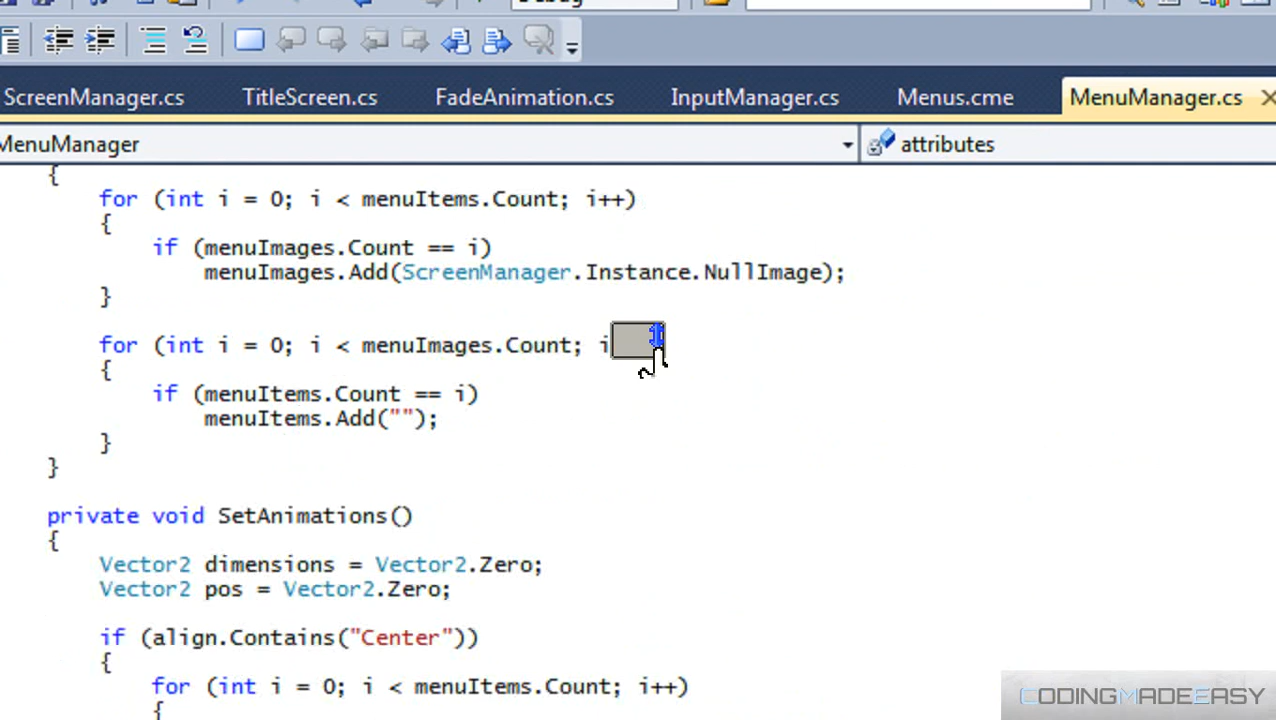 Debug
ScreenManager.cs TitleScreen.cs FadeAnimation.cs InputManager.cs Menus.cme MenuManager.cs
MenuManager attributes
{
for (int i = 0; i < menuItems.Count; i++)
{
if (menuImages.Count == i)
menuImages.Add(ScreenManager.Instance.NullImage);
}
for (int i = 0; i < menuImages.Count; i
{
if (menuItems.Count == i)
menuItems.Add("");
}
}
private void SetAnimations()
{
Vector2 dimensions = Vector2.Zero;
Vector2 pos = Vector2.Zero;
if (align.Contains("Center"))
{
for (int i = 0; i < menuItems.Count; i++)
{
CODINGMADEEASY